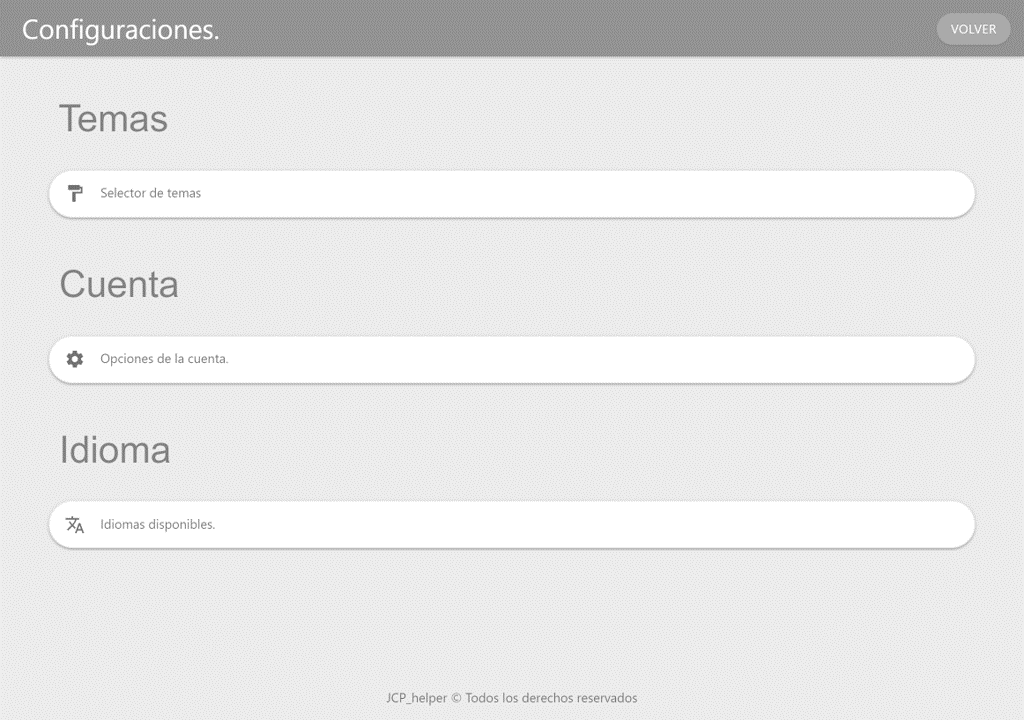 Configuraciones.
VOLVER
Temas
Selector de temas
Cuenta
Opciones de la cuenta.
Idioma
Idiomas disponibles.
JCP_helper © Todos los derechos reservados